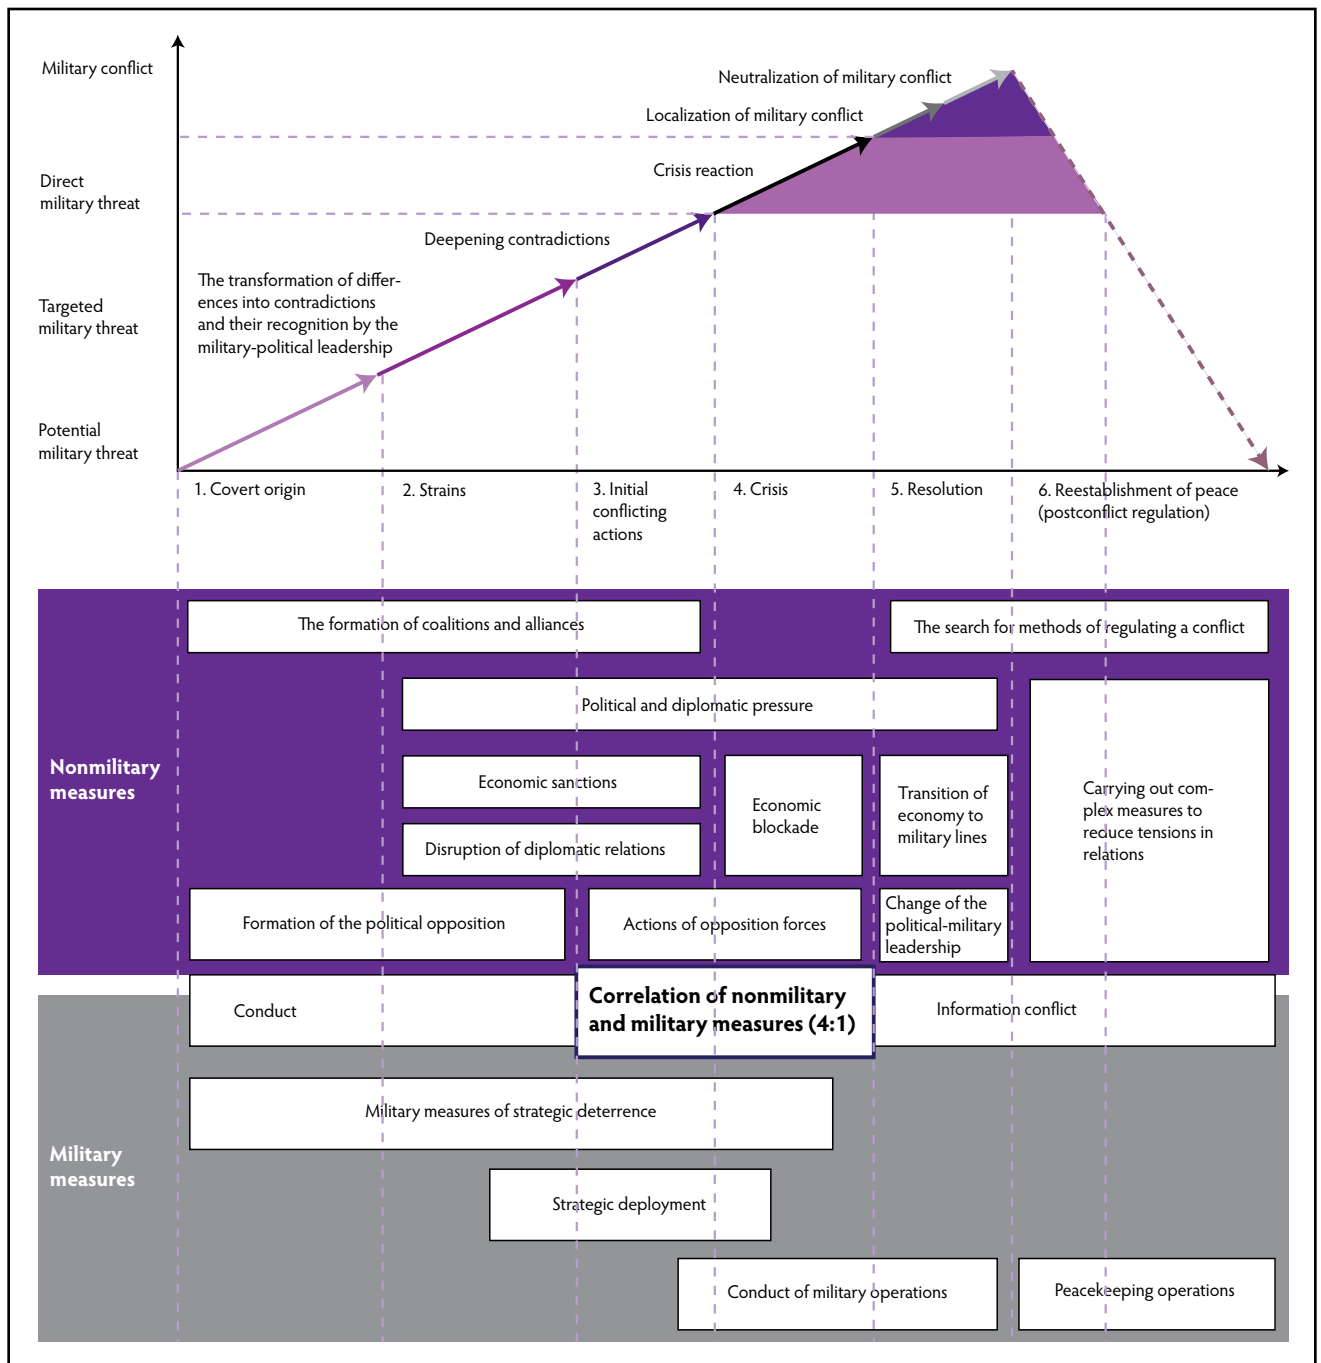 Military conflict
Neutralization of military conflict
Localization of military conflict
Crisis reaction
Direct
military threat
Deepening contradictions
The transformation of differ-
ences into contradictions
and their recognition by the
military-political leadership
Targeted
military threat
Potential
military threat
1. Covert origin
2. Strains
3. Initial
conflicting
actions
4. Crisis
5. Resolution
6. Reestablishment of peace
(postconflict regulation)
Nonmilitary
measures
The formation of coalitions and alliances
The search for methods of regulating a conflict
Political and diplomatic pressure
Economic sanctions
Disruption of diplomatic relations
Economic
blockade
Transition of
economy to
military lines
Carrying out com-
plex measures to
reduce tensions in
relations
Formation of the political opposition
Actions of opposition forces
Change of the
political-military
leadership
Conduct
Correlation of nonmilitary
and military measures (4:1)
Information conflict
Military
measures
Military measures of strategic deterrence
Strategic deployment
Conduct of military operations
Peacekeeping operations